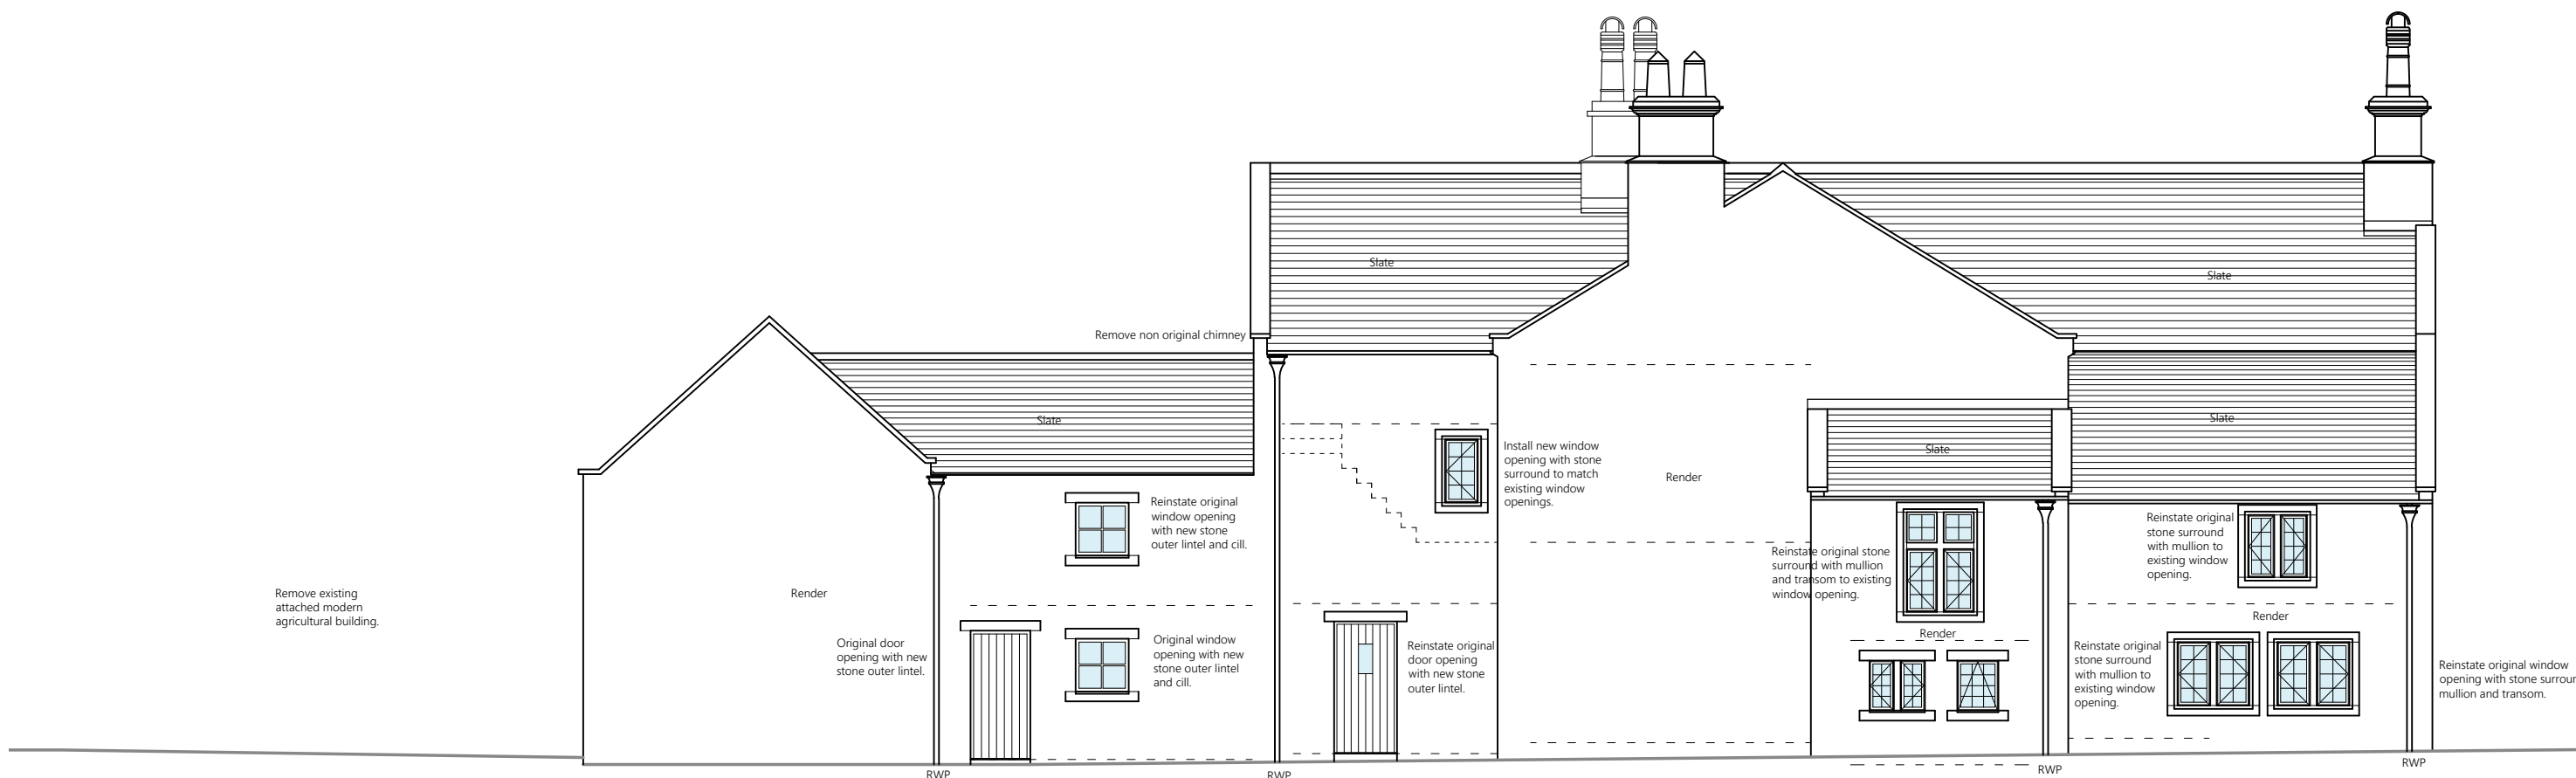 Slate
Slate
Remove non original chimney
Slate
Slate
Slate
Install new window
opening with stone
surround to match
existing window
openings.
Render
Reinstate original
window opening
with new stone
outer lintel and cill.
Reinstate original
stone surround
with mullion to
existing window
opening.
Reinstate original stone
surround with mullion
and transom to existing
window opening.
Remove existing
attached modern
agricultural building.
Render
Render
Render
Original door
opening with new
stone outer lintel.
Original window
opening with new
stone outer lintel
and cill.
Reinstate original
door opening
with new stone
outer lintel.
Reinstate original
stone surround
with mullion to
existing window
opening.
Reinstate original window
opening with stone surroun
mullion and transom.
RWP
RWP
RWP
RWP